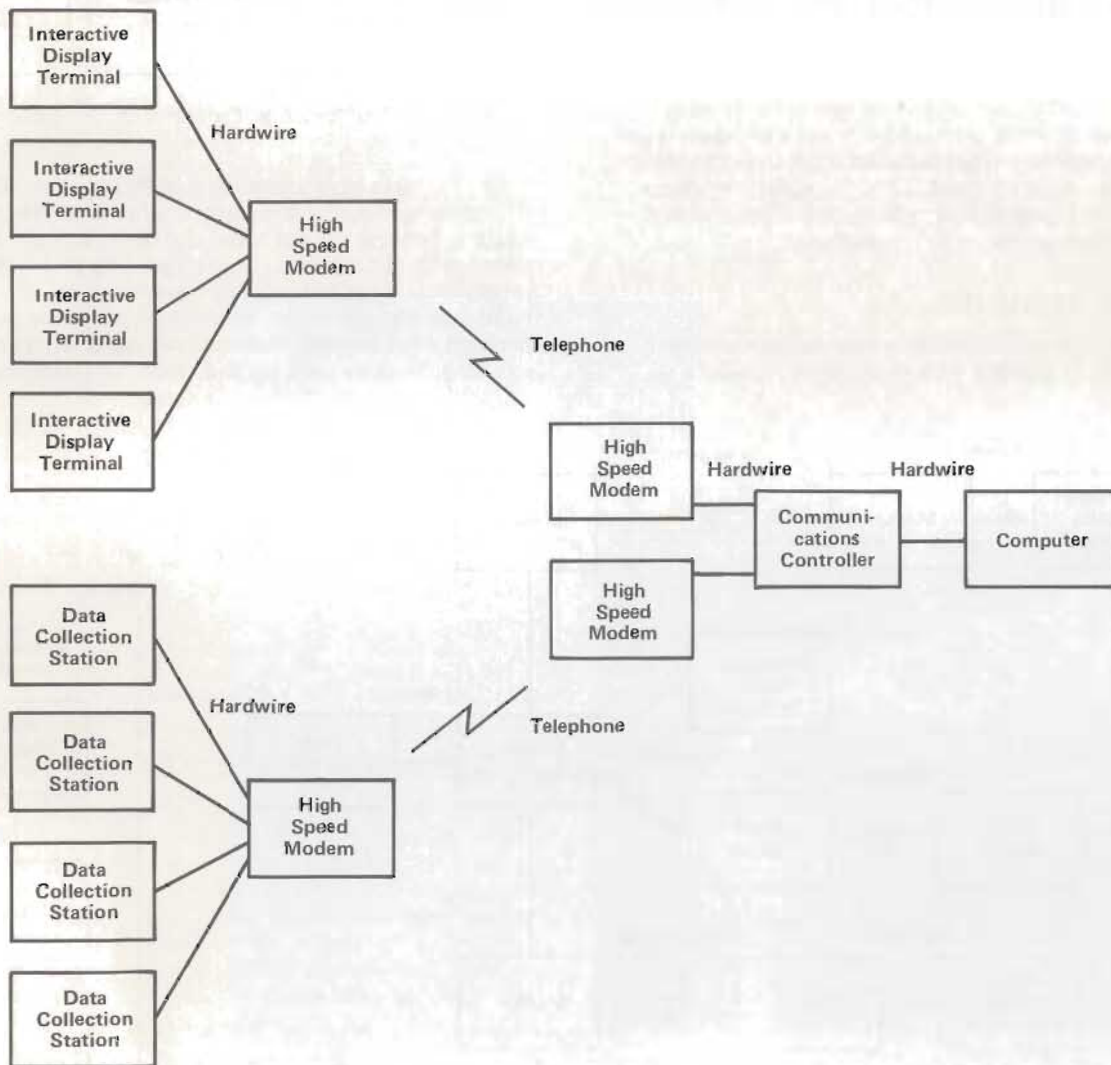 Interactive
Display
Terminal
Hardwire
Interactive
Display
Terminal
High
Speed
Modem
Interactive
Display
Terminal
Telephone
Interactive
Display
Terminal
High
Speed
Modem
Hardwire
Hardwire
Communi-
cations
Controller
Computer
High
Speed
Modem
Data
Collection
Station
Hardwire
Telephone
Data
Collection
Station
High
Speed
Modem
Data
Collection
Station
Data
Collection
Station